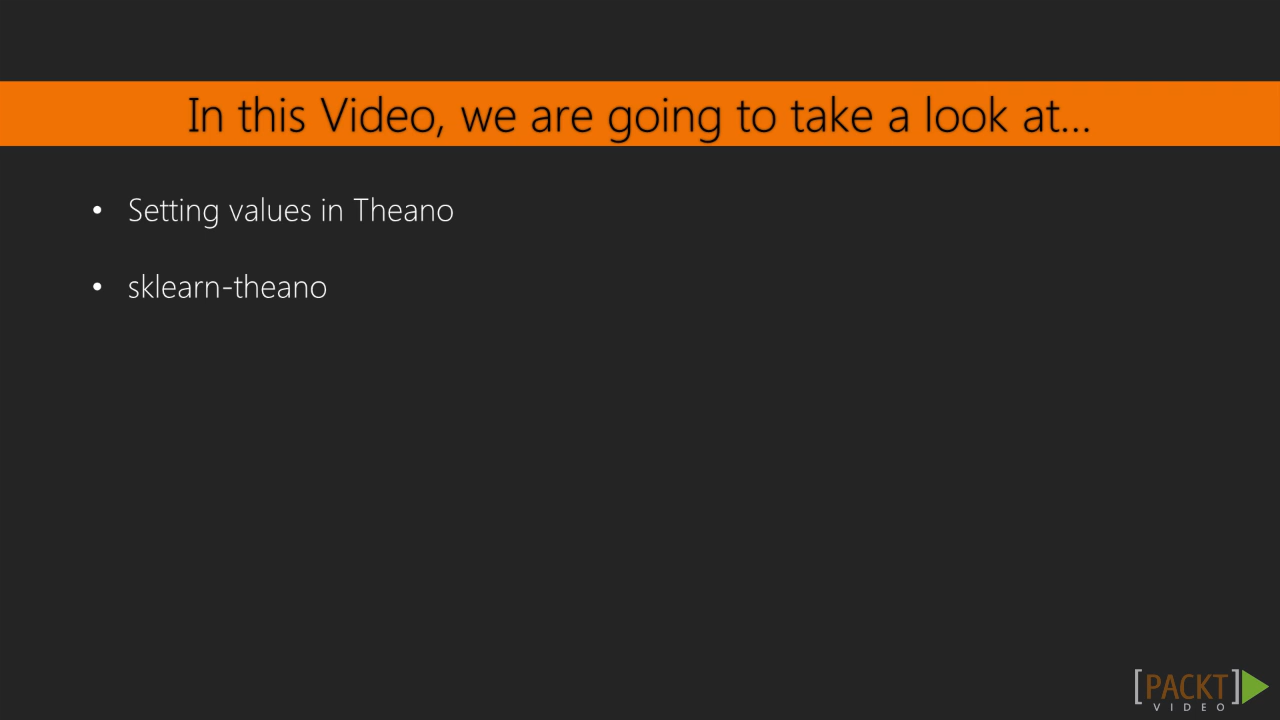 In this Video, we are going to take a look at...
• Setting values in Theano
• sklearn-theano
[PACKT]
VIDEO